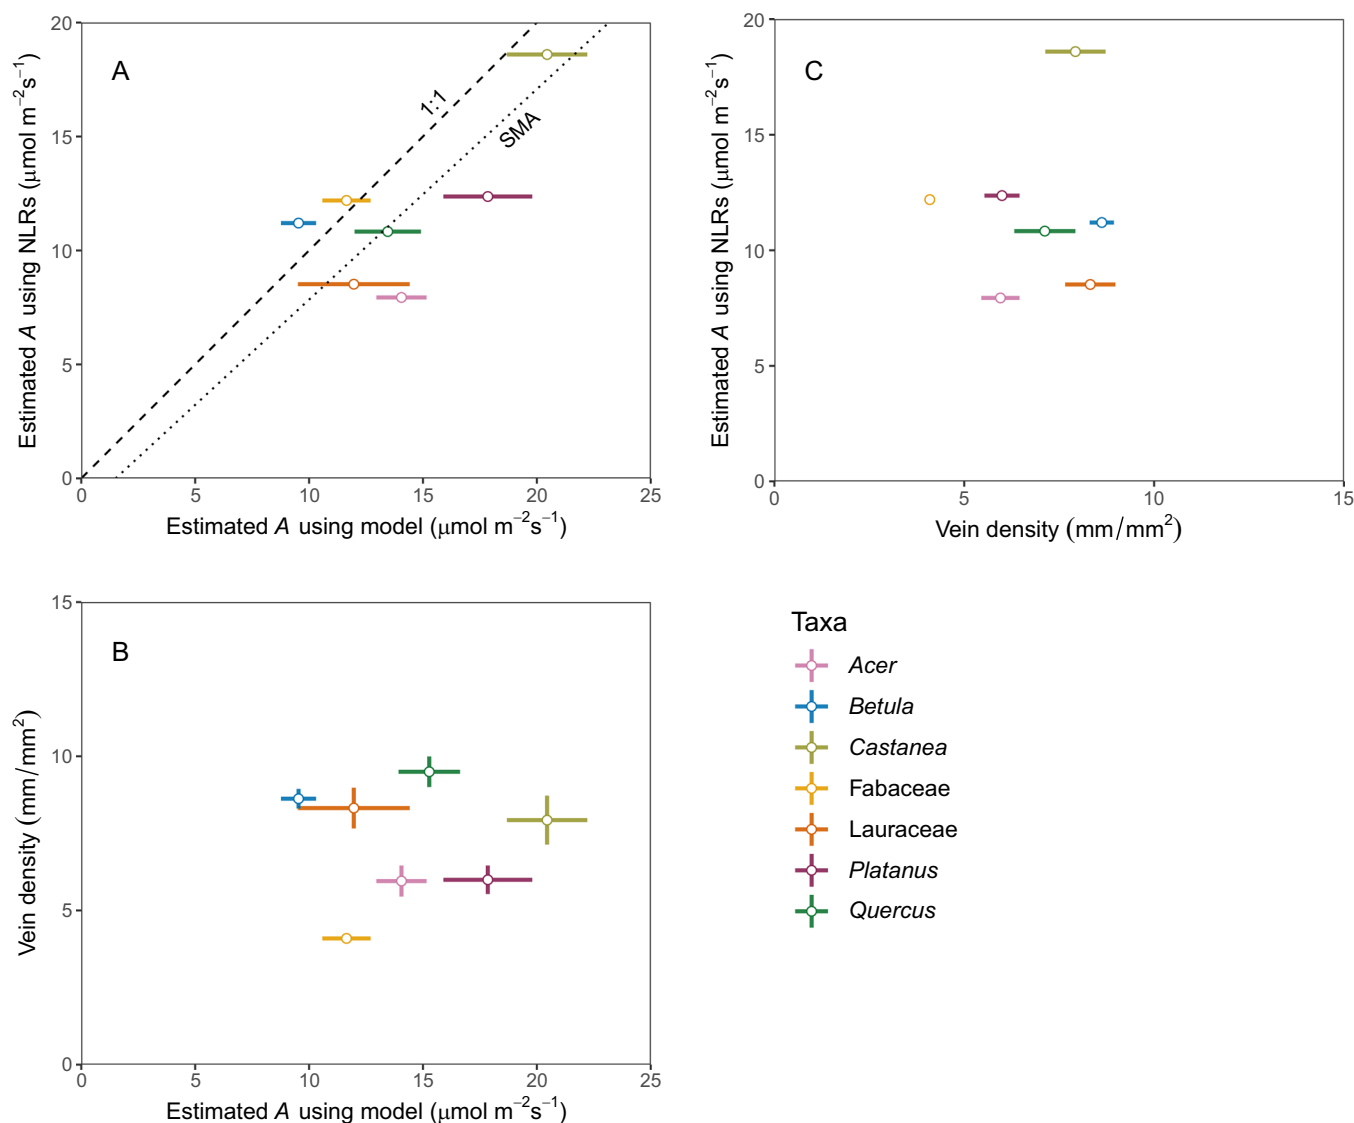 A
1:1
SMA
20
15
10
5
0
0 5 10 15 20 25
Estimated A using NLRs (μmol m⁻²s⁻¹)
Estimated A using model (μmol m⁻²s⁻¹)
C
20
15
10
5
0
0 5 10 15
Estimated A using NLRs (μmol m⁻²s⁻¹)
Vein density (mm/mm²)
B
15
10
5
0
0 5 10 15 20 25
Vein density (mm/mm²)
Estimated A using model (μmol m⁻²s⁻¹)
Taxa
Acer
Betula
Castanea
Fabaceae
Lauraceae
Platanus
Quercus